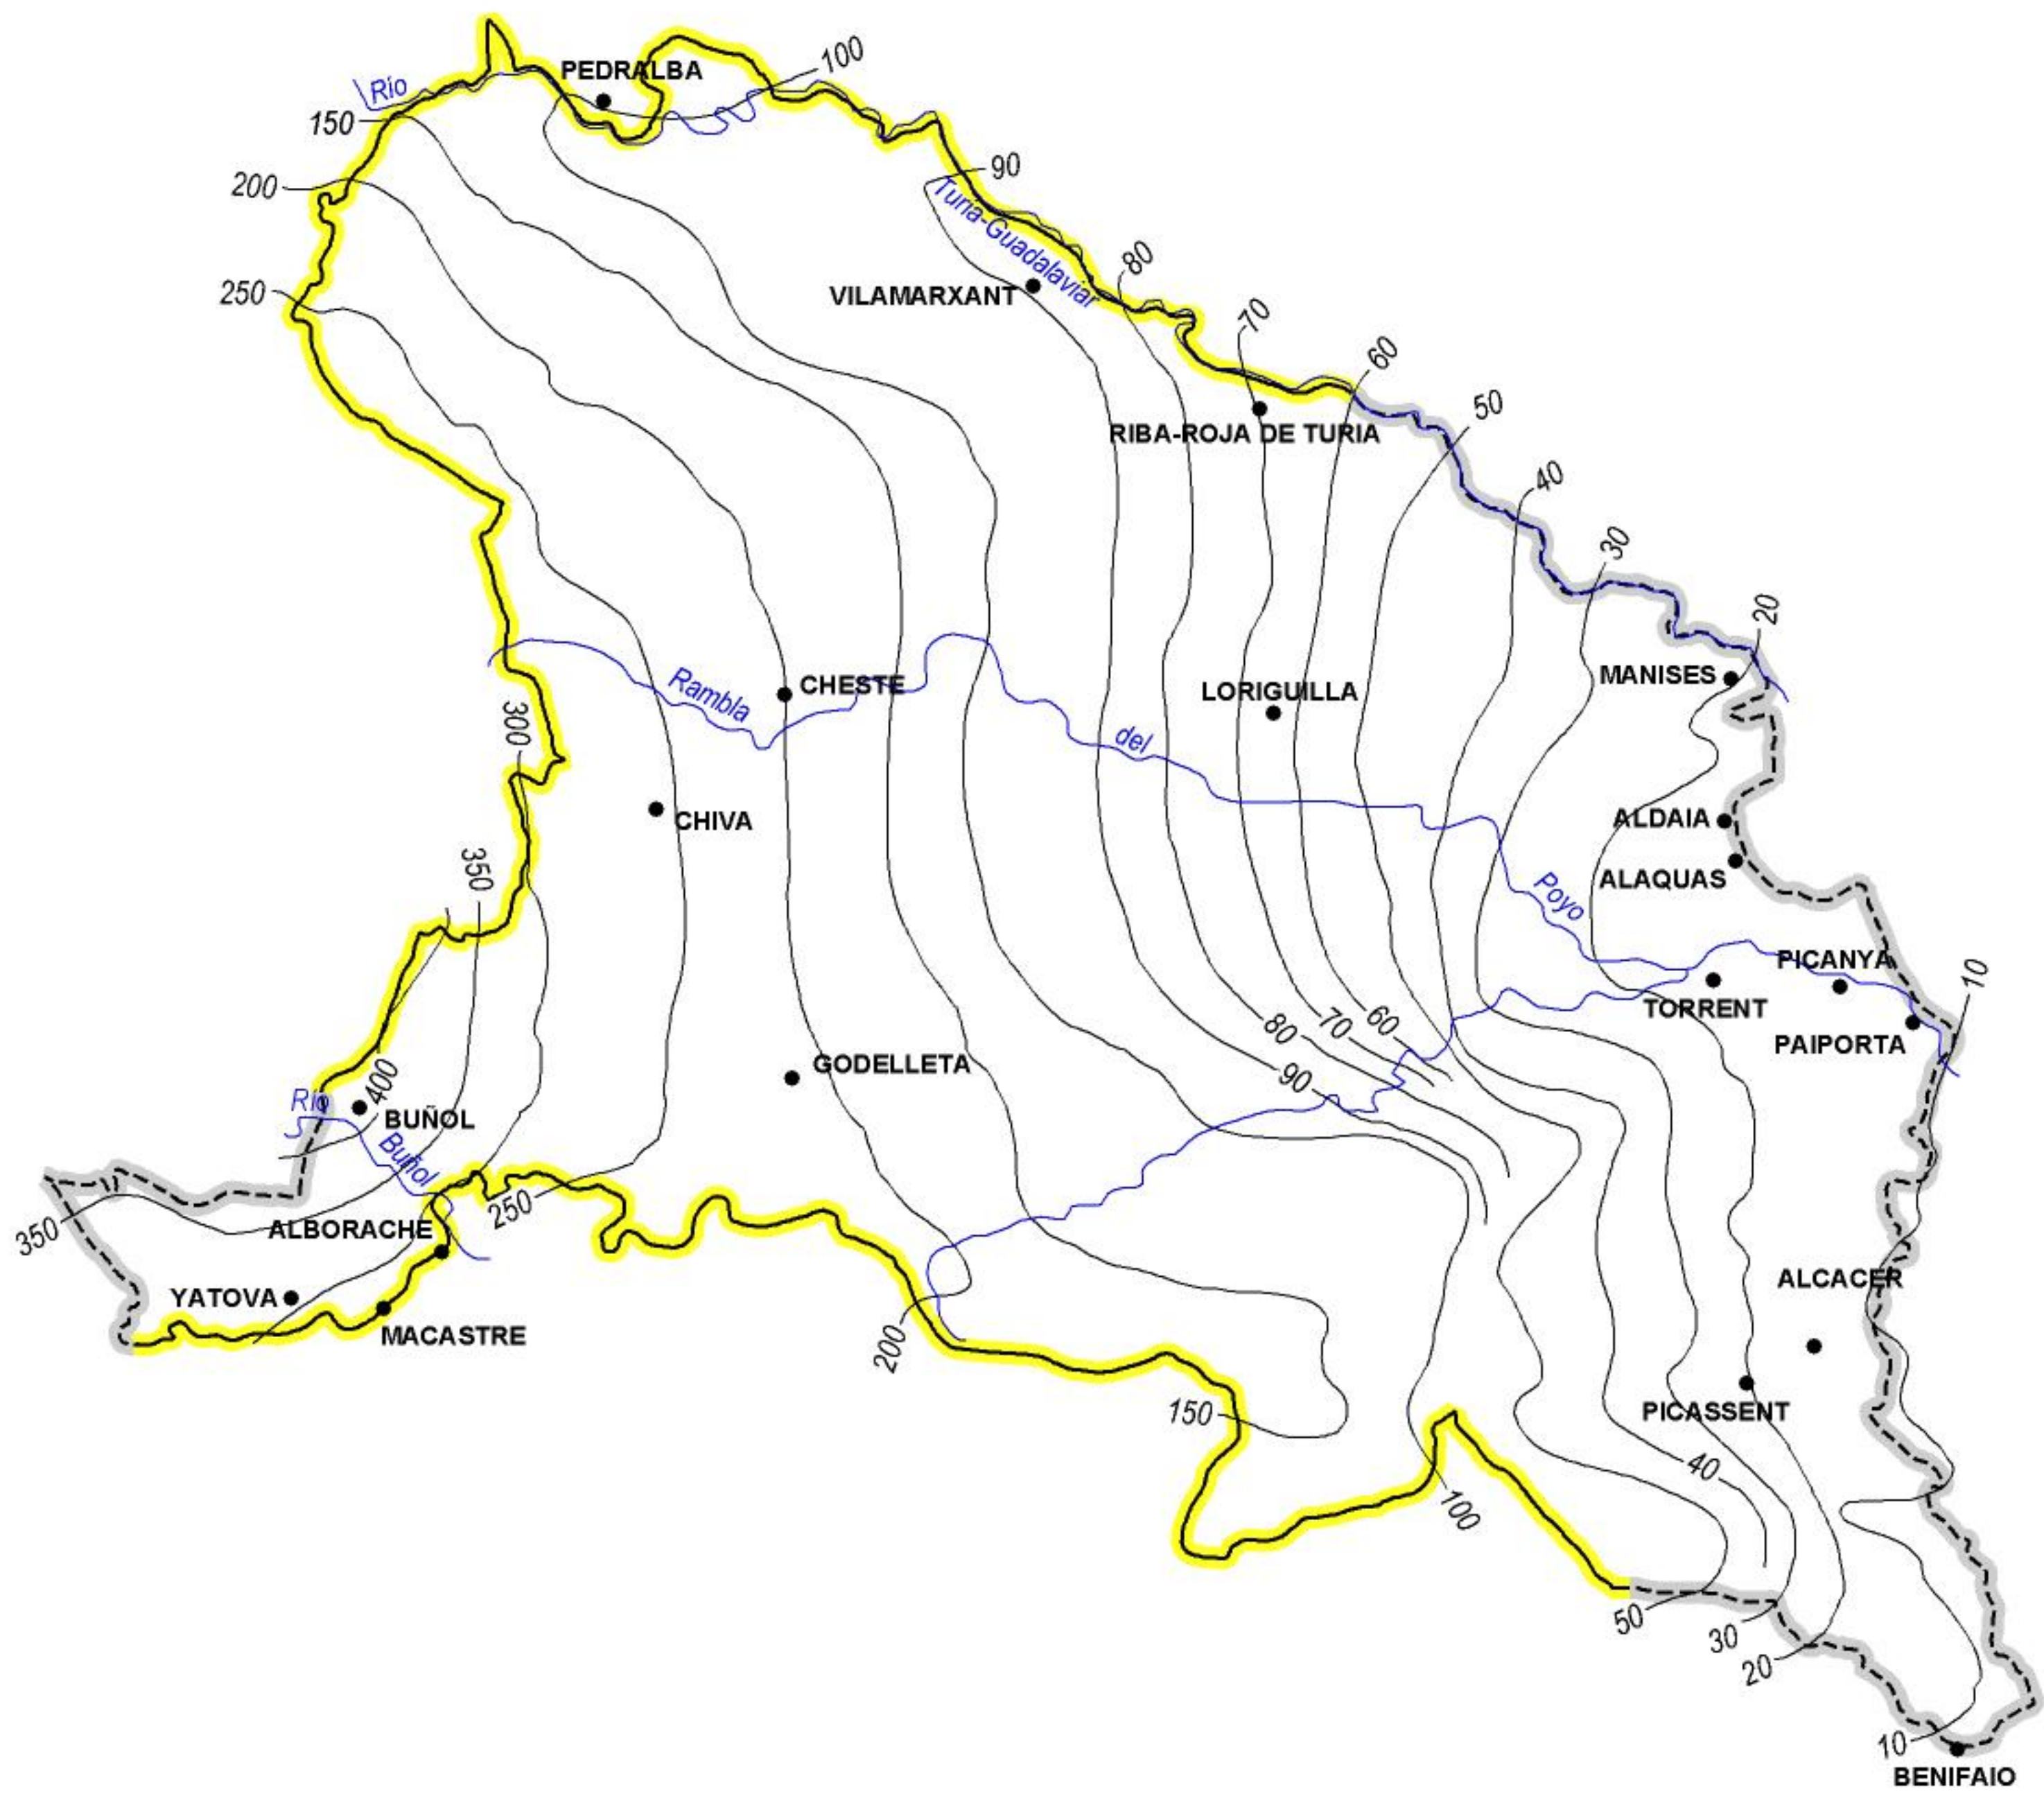 100
PEDRALBA
Río
150
90
200
Turia-Guadalaviar
80
250
VILAMARXANT
70
60
50
RIBA-ROJA DE TURIA
40
30
20
MANISES
CHESTE
Rambla
LORIGUILLA
300
del
ALDAIA
CHIVA
350
ALAQUAS
Poyo
PICANYA
10
TORRENT
80
70
60
PAIPORTA
GODELLETA
400
90
Río
BUÑOL
Buñol
250
350
ALBORACHE
ALCACER
YATOVA
MACASTRE
200
150
PICASSENT
40
100
50
30
20
10
BENIFAIO